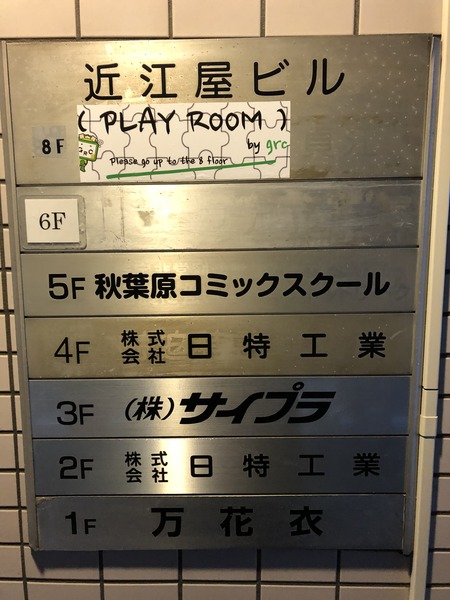 近江屋ビル
( PLAY ROOM )
by grc
8F
Please go up to the 8 floor
6F
5F 秋葉原コミックスクール
4F 株式会社 日特工業
3F (株)サイプラ
2F 株式会社 日特工業
1F 万花衣